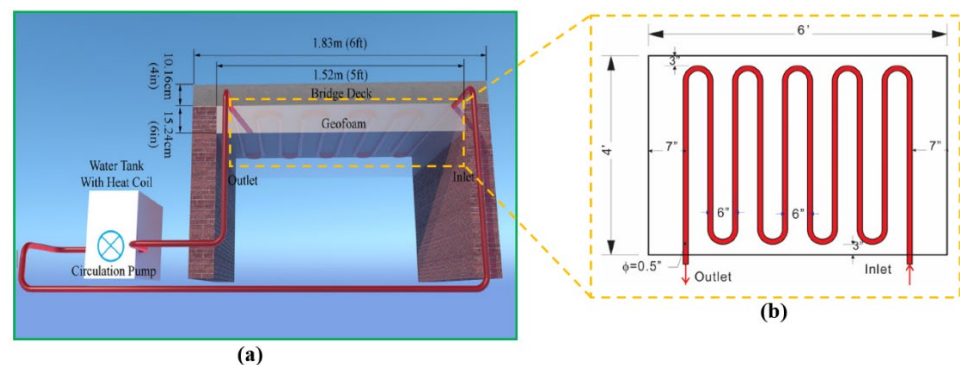 1.83m (6ft)
1.52m (5ft)
10.16cm
(4in)
Bridge Deck
15.24cm
(6in)
Geofoam
Water Tank
With Heat Coil
Outlet
Inlet
Circulation Pump
(a)
6'
3"
4'
7"
7"
6"
6"
3"
ϕ=0.5"
Outlet
Inlet
(b)